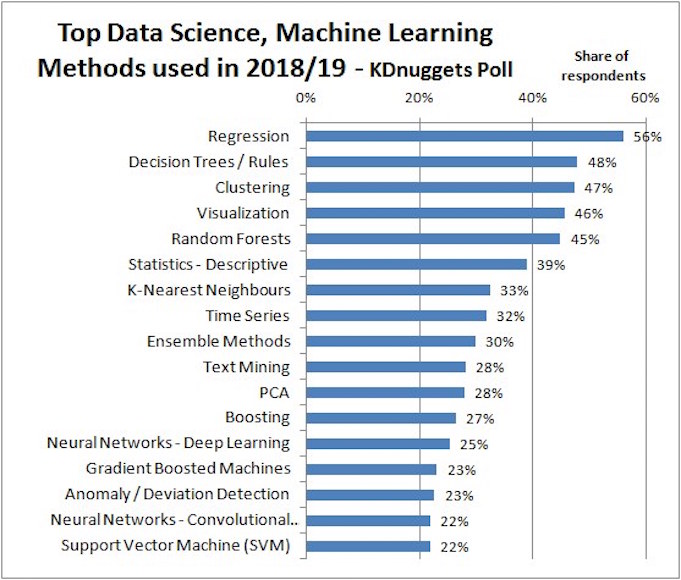 Top Data Science, Machine Learning
Methods used in 2018/19 - KDnuggets Poll
Share of
respondents
0% 20% 40% 60%
Regression 56%
Decision Trees / Rules 48%
Clustering 47%
Visualization 46%
Random Forests 45%
Statistics - Descriptive 39%
K-Nearest Neighbours 33%
Time Series 32%
Ensemble Methods 30%
Text Mining 28%
PCA 28%
Boosting 27%
Neural Networks - Deep Learning 25%
Gradient Boosted Machines 23%
Anomaly / Deviation Detection 23%
Neural Networks - Convolutional.. 22%
Support Vector Machine (SVM) 22%